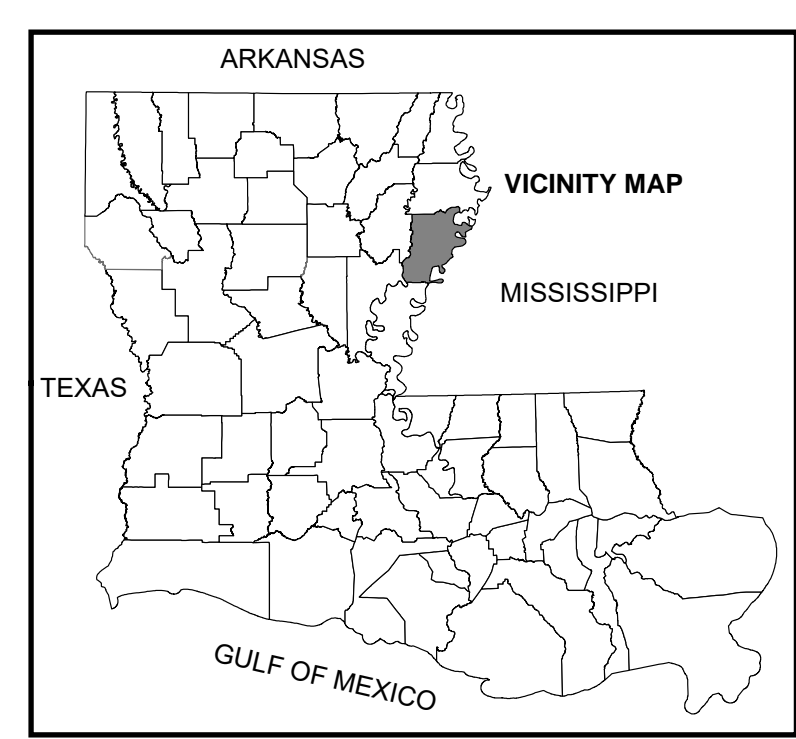 ARKANSAS
VICINITY MAP
MISSISSIPPI
TEXAS
GULF OF MEXICO